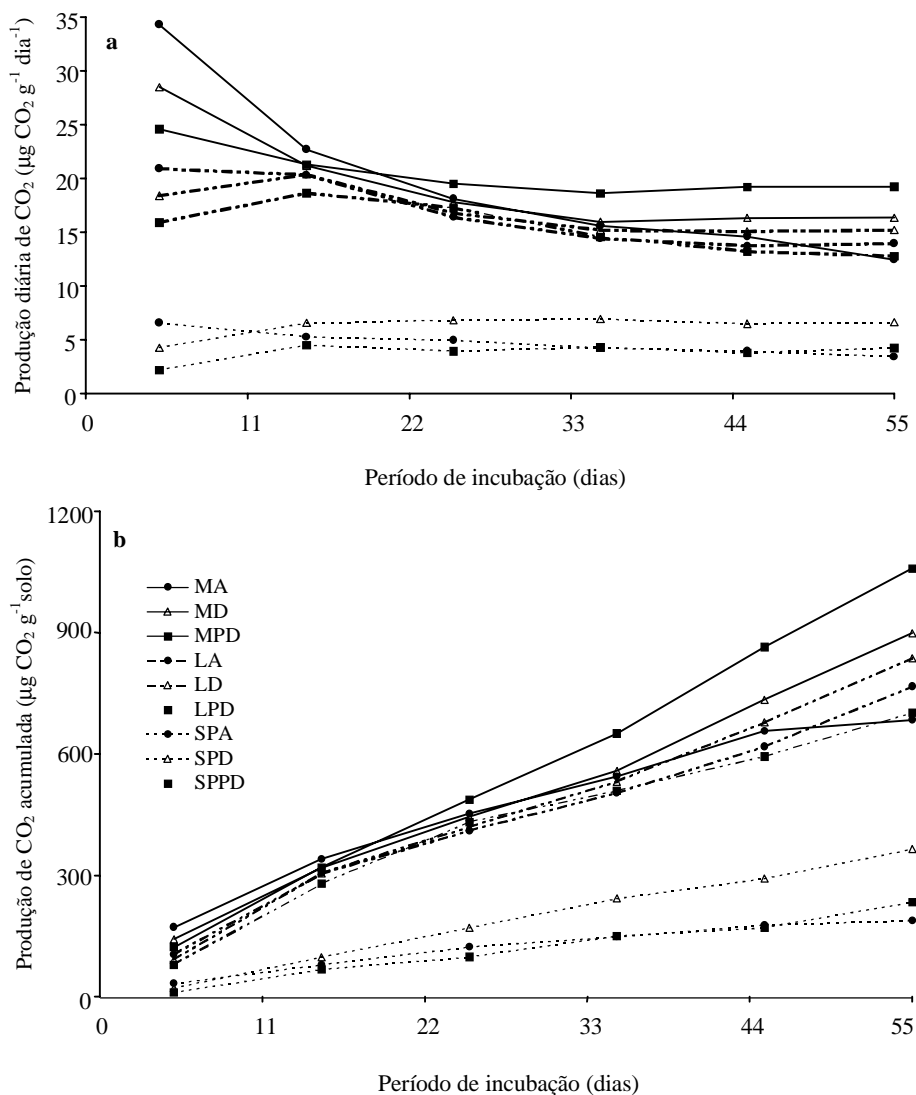 a
Produção diária de CO₂ (µg CO₂ g⁻¹ dia⁻¹)
35
30
25
20
15
10
5
0
0 11 22 33 44 55
Período de incubação (dias)
b
Produção de CO₂ acumulada (µg CO₂ g⁻¹solo)
1200
900
600
300
0
MA
MD
MPD
LA
LD
LPD
SPA
SPD
SPPD
0 11 22 33 44 55
Período de incubação (dias)